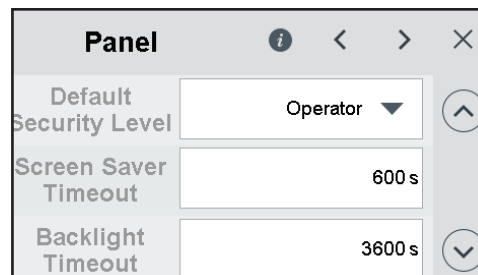 Panel
Default
Security Level
Operator
Screen Saver
Timeout
600 s
Backlight
Timeout
3600 s